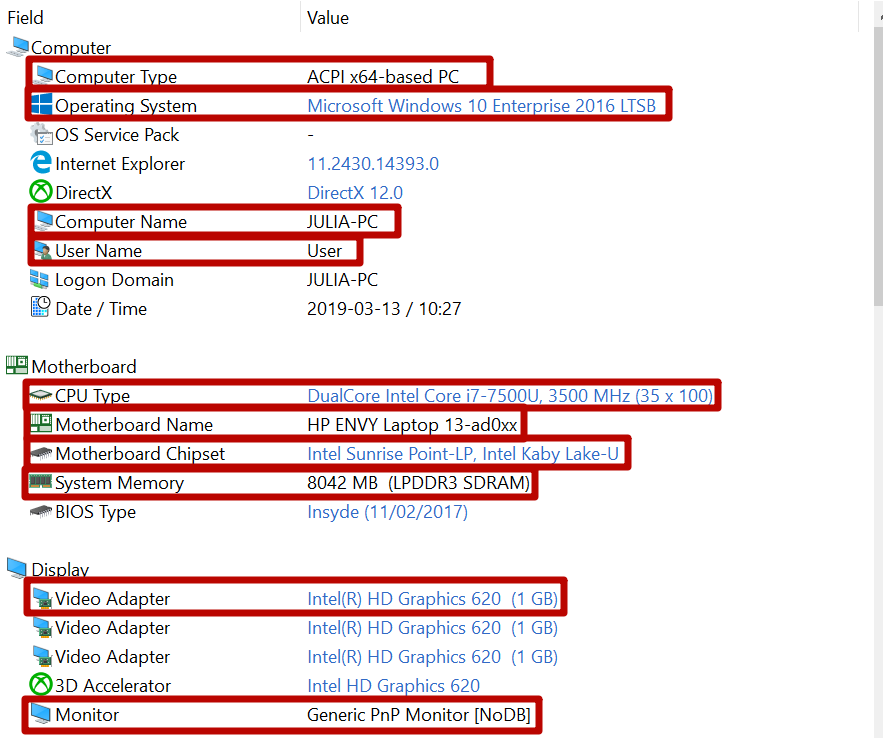 Field Value
Computer
Computer Type ACPI x64-based PC
Operating System Microsoft Windows 10 Enterprise 2016 LTSB
OS Service Pack -
Internet Explorer 11.2430.14393.0
DirectX DirectX 12.0
Computer Name JULIA-PC
User Name User
Logon Domain JULIA-PC
Date / Time 2019-03-13 / 10:27
Motherboard
CPU Type DualCore Intel Core i7-7500U, 3500 MHz (35 x 100)
Motherboard Name HP ENVY Laptop 13-ad0xx
Motherboard Chipset Intel Sunrise Point-LP, Intel Kaby Lake-U
System Memory 8042 MB (LPDDR3 SDRAM)
BIOS Type Insyde (11/02/2017)
Display
Video Adapter Intel(R) HD Graphics 620 (1 GB)
Video Adapter Intel(R) HD Graphics 620 (1 GB)
Video Adapter Intel(R) HD Graphics 620 (1 GB)
3D Accelerator Intel HD Graphics 620
Monitor Generic PnP Monitor [NoDB]